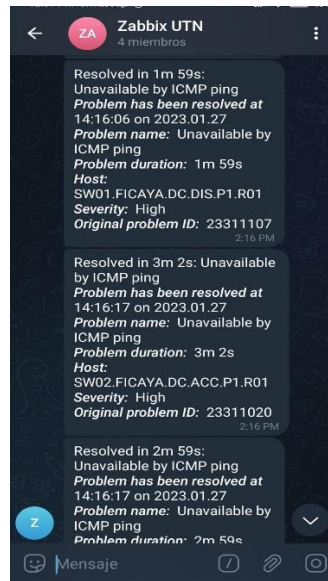 ZA
Zabbix UTN
4 miembros
Resolved in 1m 59s:
Unavailable by ICMP ping
Problem has been resolved at
14:16:06 on 2023.01.27
Problem name: Unavailable by
ICMP ping
Problem duration: 1m 59s
Host:
SW01.FICAYA.DC.DIS.P1.R01
Severity: High
Original problem ID: 23311107
2:16 PM
Resolved in 3m 2s: Unavailable
by ICMP ping
Problem has been resolved at
14:16:17 on 2023.01.27
Problem name: Unavailable by
ICMP ping
Problem duration: 3m 2s
Host:
SW02.FICAYA.DC.ACC.P1.R01
Severity: High
Original problem ID: 23311020
2:16 PM
Resolved in 2m 59s:
Unavailable by ICMP ping
Problem has been resolved at
14:16:17 on 2023.01.27
Problem name: Unavailable by
ICMP ping
Problem duration: 2m 59s
Z
Mensaje